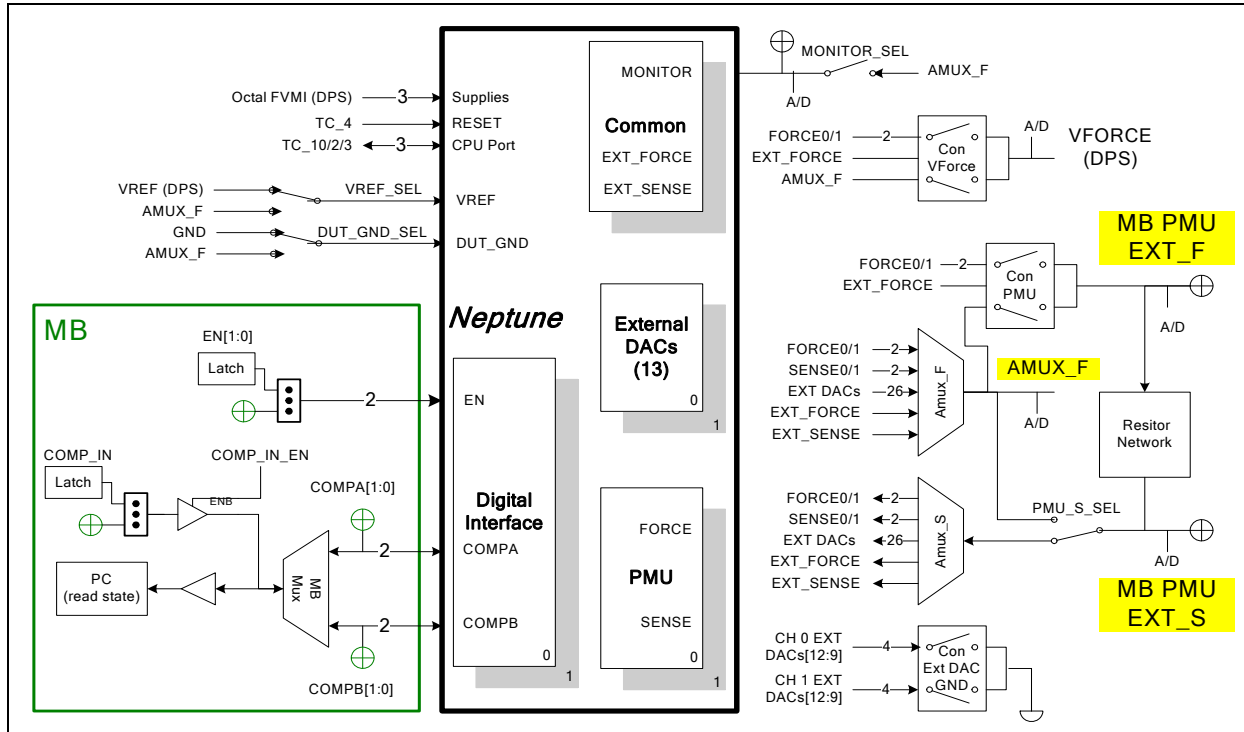 MONITOR_SEL
AMUX_F
A/D
MONITOR
Common
EXT_FORCE
EXT_SENSE
Octal FVMI (DPS)
3
Supplies
TC_4
RESET
TC_10/2/3
3
CPU Port
VREF (DPS)
VREF_SEL
VREF
AMUX_F
GND
DUT_GND_SEL
DUT_GND
AMUX_F
FORCE0/1
2
EXT_FORCE
AMUX_F
Con
VForce
A/D
VFORCE
(DPS)
MB PMU
EXT_F
FORCE0/1
2
EXT_FORCE
Con
PMU
A/D
Neptune
External
DACs
(13)
0
1
MB
EN[1:0]
Latch
2
EN
COMP_IN
Latch
COMP_IN_EN
ENB
COMPA[1:0]
2
COMPA
PC
(read state)
MB
Mux
2
COMPB
COMPB[1:0]
Digital
Interface
0
1
FORCE
PMU
SENSE
0
1
FORCE0/1
2
SENSE0/1
2
EXT DACs
26
EXT_FORCE
EXT_SENSE
Amux_F
AMUX_F
A/D
Resitor
Network
FORCE0/1
2
SENSE0/1
2
EXT DACs
26
EXT_FORCE
EXT_SENSE
Amux_S
PMU_S_SEL
A/D
MB PMU
EXT_S
CH 0 EXT
DACs[12:9]
4
CH 1 EXT
DACs[12:9]
4
Con
Ext DAC
GND